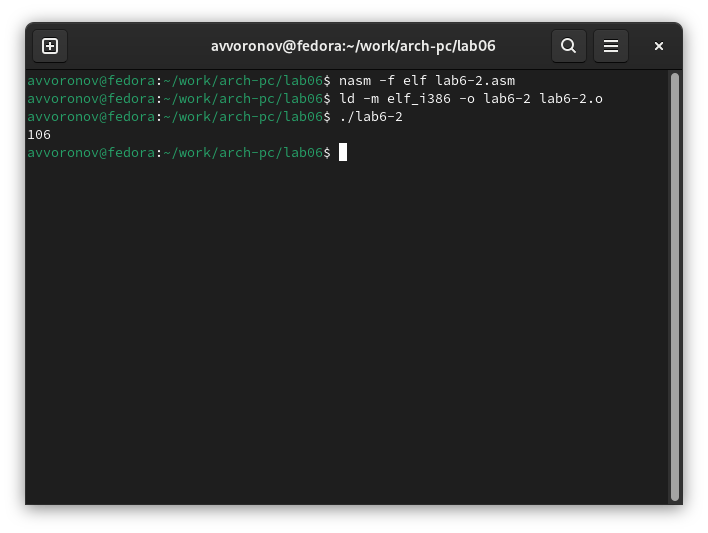 avvoronov@fedora:~/work/arch-pc/lab06
avvoronov@fedora:~/work/arch-pc/lab06$ nasm -f elf lab6-2.asm
avvoronov@fedora:~/work/arch-pc/lab06$ ld -m elf_i386 -o lab6-2 lab6-2.o
avvoronov@fedora:~/work/arch-pc/lab06$ ./lab6-2
106
avvoronov@fedora:~/work/arch-pc/lab06$